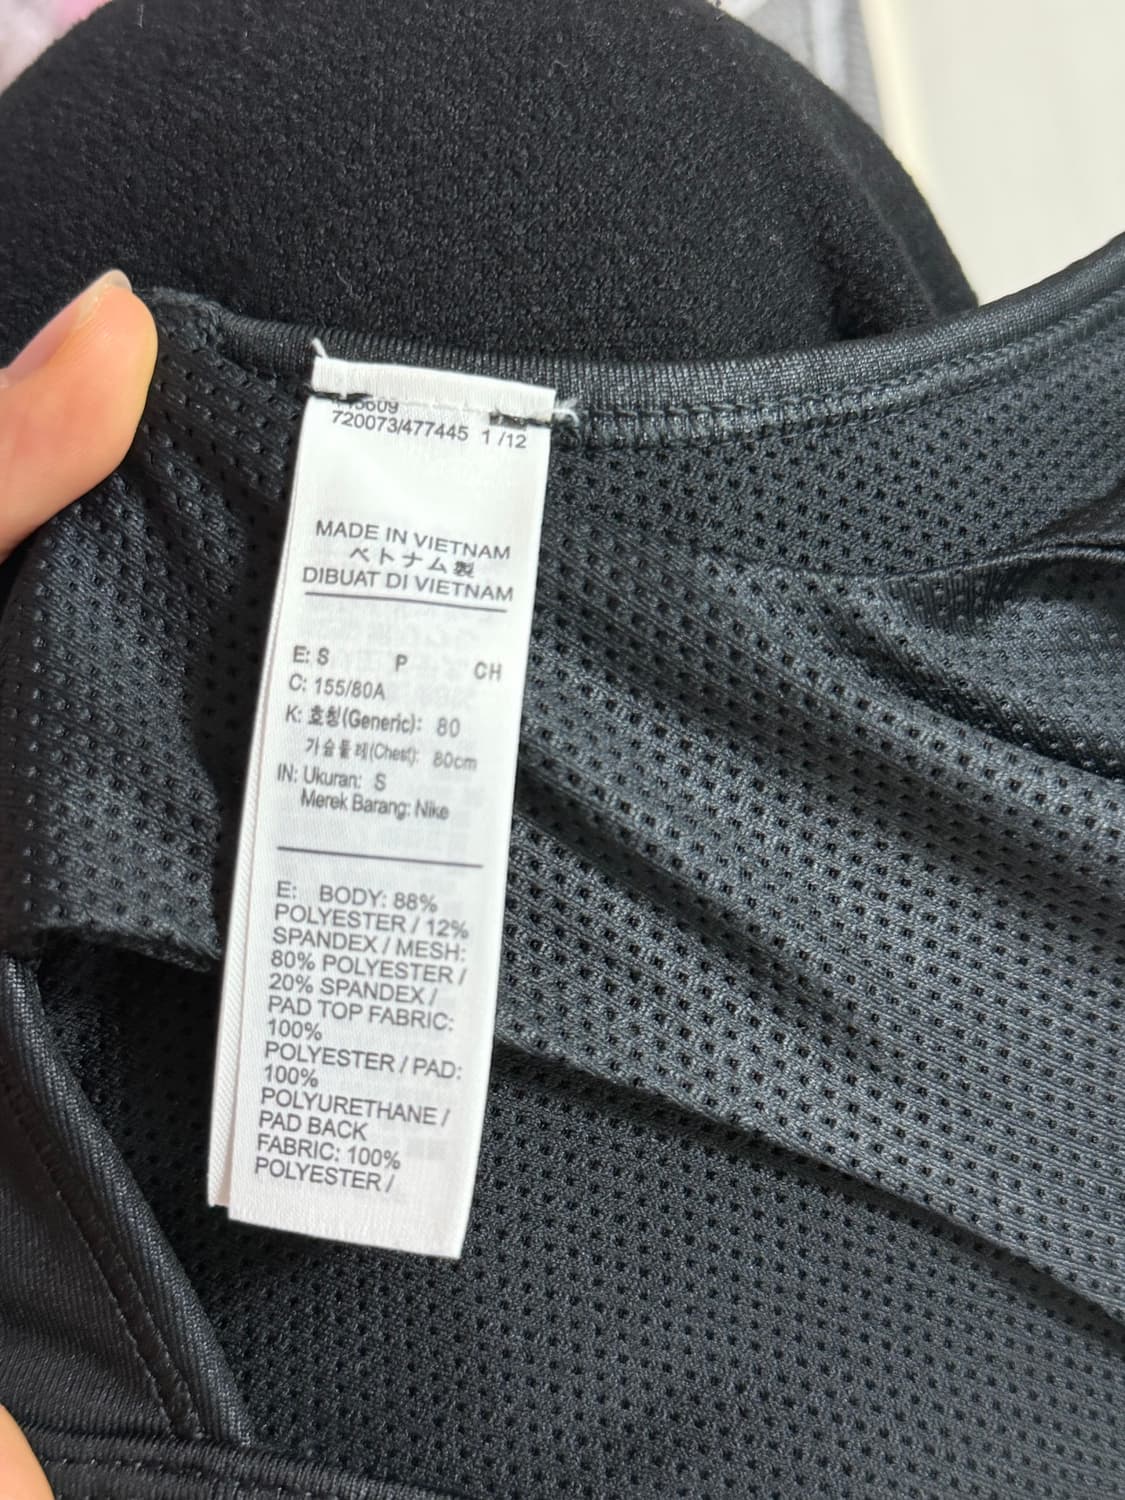 720073/477445 1 /12
MADE IN VIETNAM
ベトナム製
DIBUAT DI VIETNAM
E: S P CH
C: 155/80A
K: 호칭(Generic): 80
가슴둘레(Chest): 80cm
IN: Ukuran: S
Merek Barang: Nike
E: BODY: 88%
POLYESTER / 12%
SPANDEX / MESH:
80% POLYESTER /
20% SPANDEX /
PAD TOP FABRIC:
100%
POLYESTER / PAD:
100%
POLYURETHANE /
PAD BACK
FABRIC: 100%
POLYESTER /